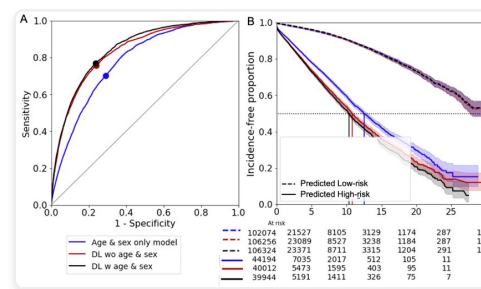 A
B
1.0
0.8
0.6
0.4
0.2
0.0
Sensitivity
0.0 0.2 0.4 0.6 0.8 1.0
1 - Specificity
Age & sex only model
DL wo age & sex
DL w age & sex
1.0
0.8
0.6
0.4
0.2
0.0
Incidence-free proportion
Predicted Low-risk
Predicted High-risk
0 5 10 15 20 25
At risk
102074 21527 8105 3129 1174 287 1
106256 23089 8527 3238 1184 287 1
106324 23371 8711 3315 1204 291 1
44194 7035 2017 512 105 11
40012 5473 1595 403 95 11
39944 5191 1411 326 75 7